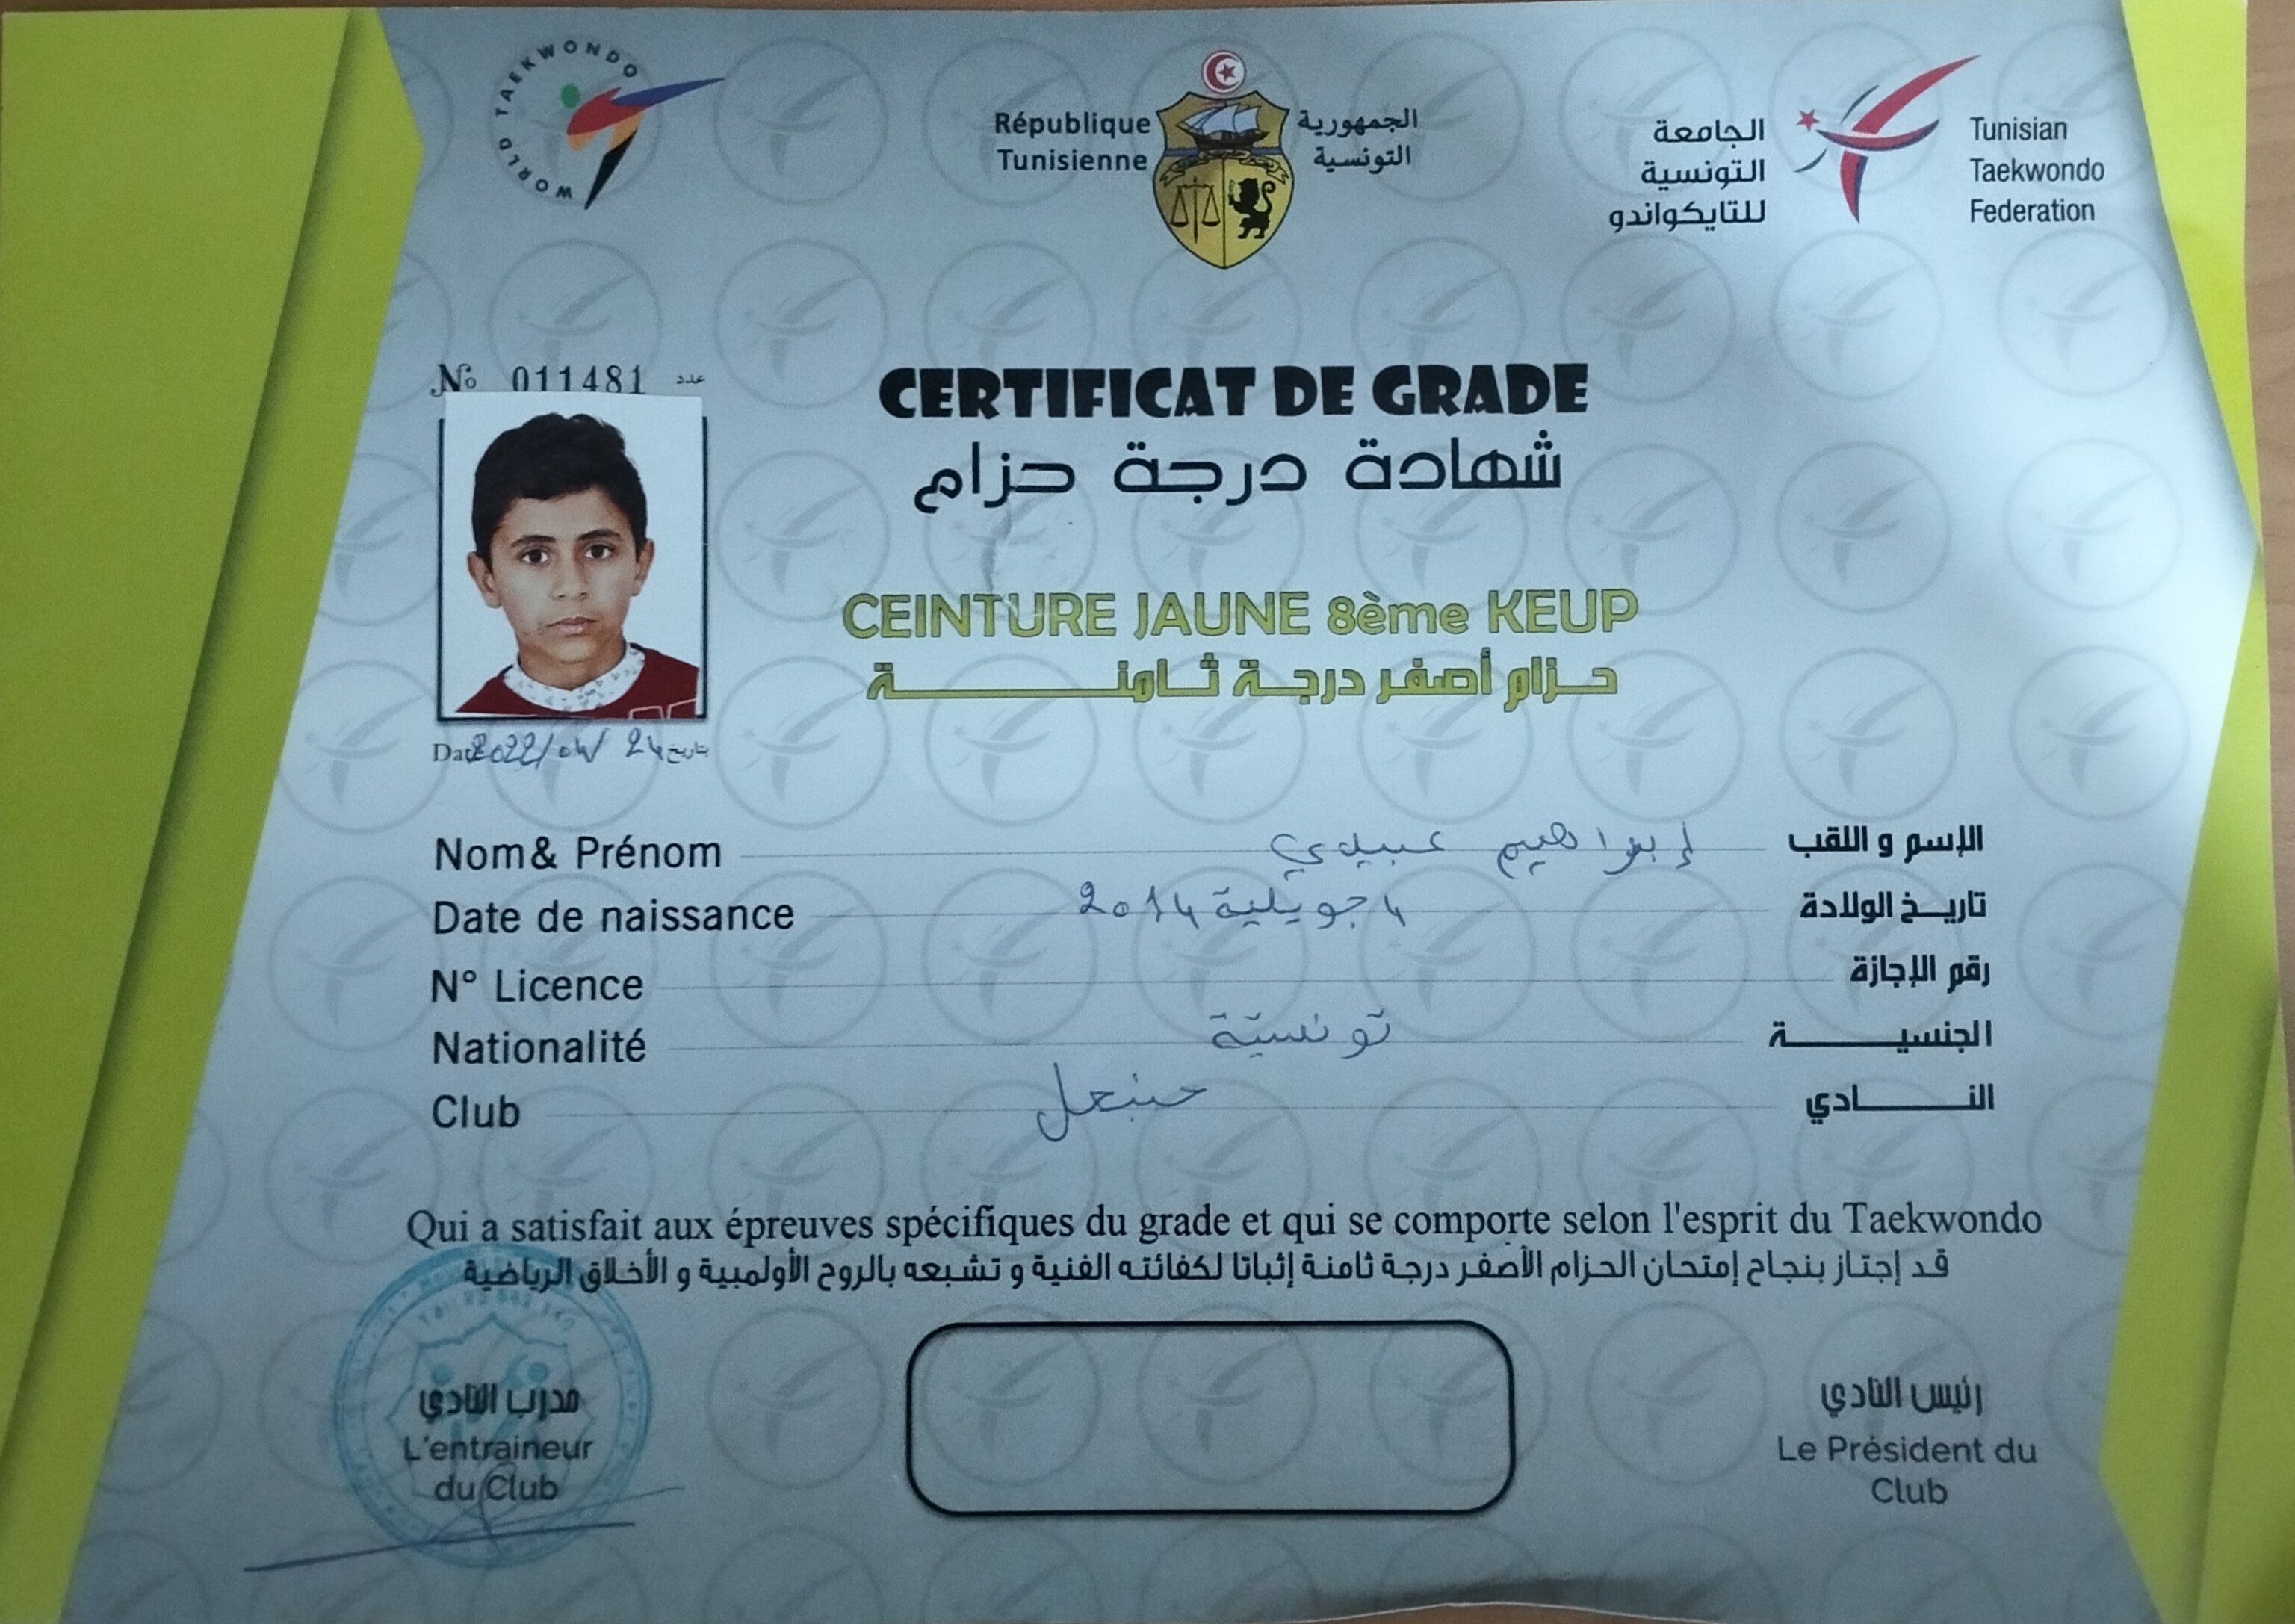 WORLD TAEKWONDO
République Tunisienne
الجمهورية التونسية
الجامعة التونسية للتايكواندو
Tunisian Taekwondo Federation
No 011481 عدد
CERTIFICAT DE GRADE
شهادة درجة حزام
CEINTURE JAUNE 8ème KEUP
حزام أصفر درجة ثامنة
2022/04/24 بتاريخ
Nom& Prénom إبراهيم عبيدي الإسم و اللقب
Date de naissance 4 جويلية 2014 تاريخ الولادة
N° Licence رقم الإجازة
Nationalité تونسيّة الجنسية
Club النادي
Qui a satisfait aux épreuves spécifiques du grade et qui se comporte selon l'esprit du Taekwondo
قد إجتاز بنجاح إمتحان الحزام الأصفر درجة ثامنة إثباتا لكفائته الفنية و تشبعه بالروح الأولمبية و الأخلاق الرياضية
مدرب النادي
L'entraineur du Club
رئيس النادي
Le Président du Club